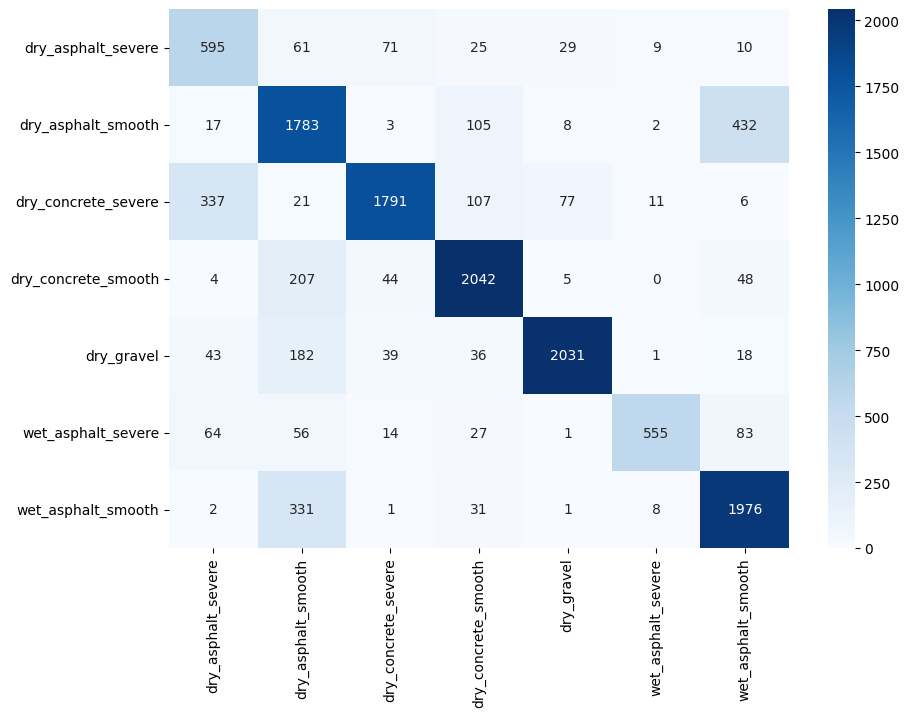 dry_asphalt_severe 595 61 71 25 29 9 10
dry_asphalt_smooth 17 1783 3 105 8 2 432
dry_concrete_severe 337 21 1791 107 77 11 6
dry_concrete_smooth 4 207 44 2042 5 0 48
dry_gravel 43 182 39 36 2031 1 18
wet_asphalt_severe 64 56 14 27 1 555 83
wet_asphalt_smooth 2 331 1 31 1 8 1976
dry_asphalt_severe
dry_asphalt_smooth
dry_concrete_severe
dry_concrete_smooth
dry_gravel
wet_asphalt_severe
wet_asphalt_smooth
2000
1750
1500
1250
1000
750
500
250
0